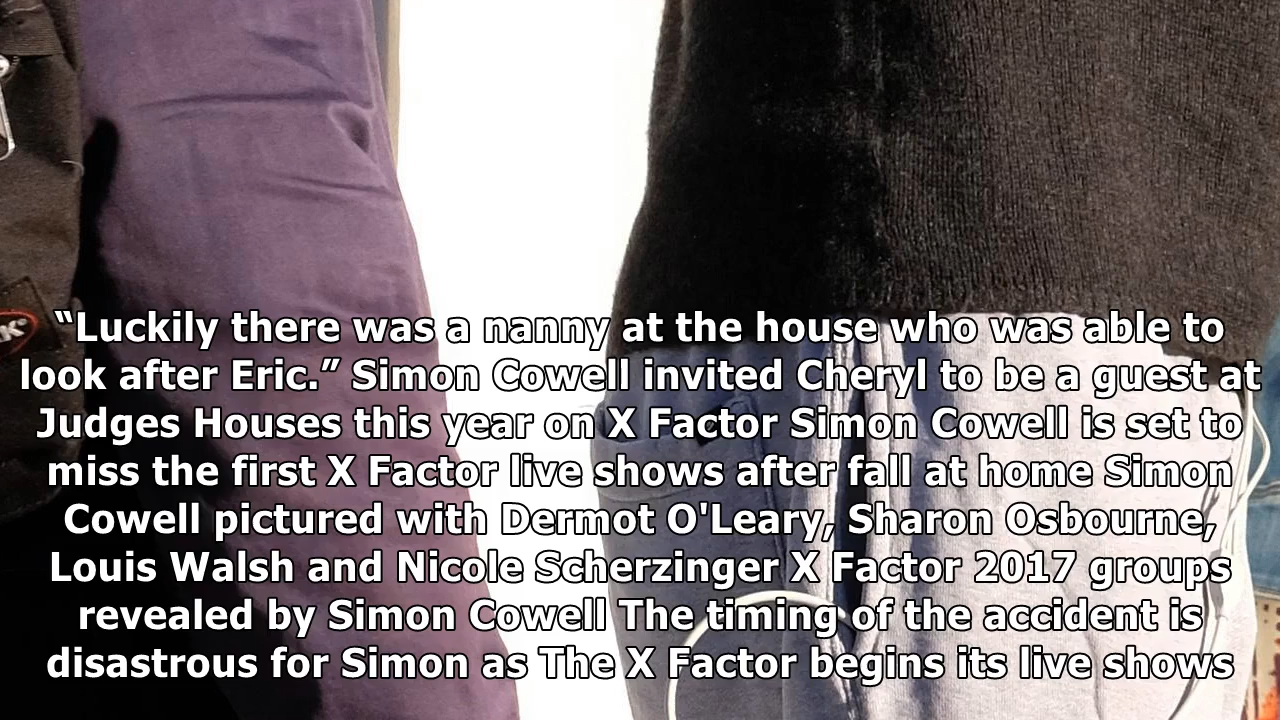 “Luckily there was a nanny at the house who was able to
look after Eric.” Simon Cowell invited Cheryl to be a guest at
Judges Houses this year on X Factor Simon Cowell is set to
miss the first X Factor live shows after fall at home Simon
Cowell pictured with Dermot O'Leary, Sharon Osbourne,
Louis Walsh and Nicole Scherzinger X Factor 2017 groups
revealed by Simon Cowell The timing of the accident is
disastrous for Simon as The X Factor begins its live shows